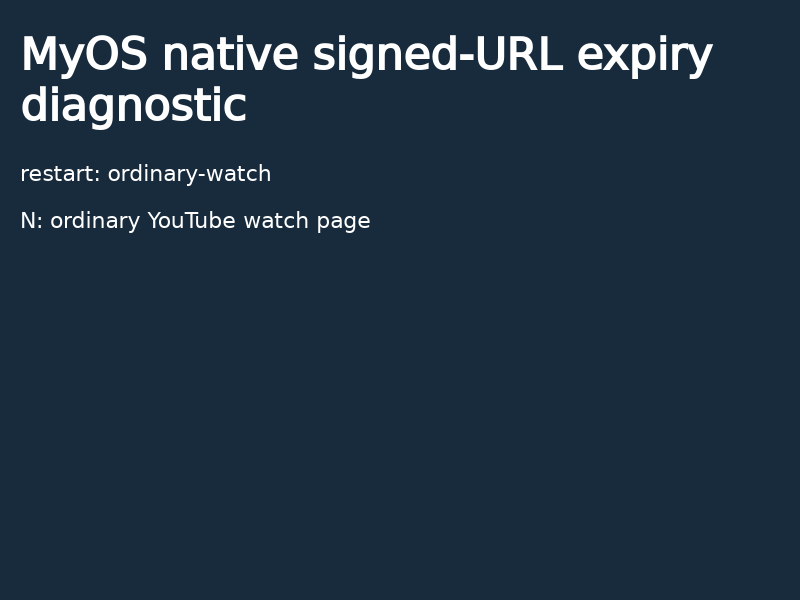 MyOS native signed-URL expiry
diagnostic
restart: ordinary-watch
N: ordinary YouTube watch page